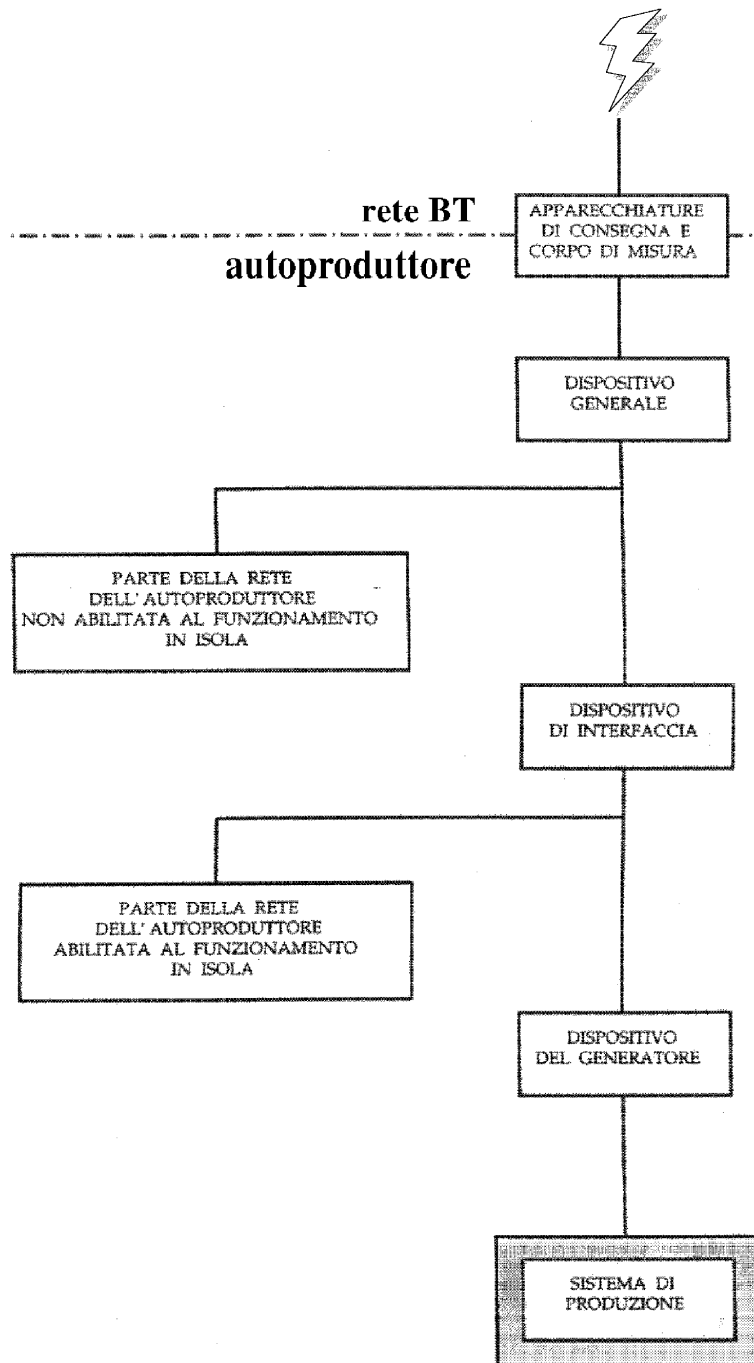 rete BT
autoproduttore
APPARECCHIATURE
DI CONSEGNA E
CORPO DI MISURA
DISPOSITIVO
GENERALE
PARTE DELLA RETE
DELL'AUTOPRODUTTORE
NON ABILITATA AL FUNZIONAMENTO
IN ISOLA
DISPOSITIVO
DI INTERFACCIA
PARTE DELLA RETE
DELL'AUTOPRODUTTORE
ABILITATA AL FUNZIONAMENTO
IN ISOLA
DISPOSITIVO
DEL GENERATORE
SISTEMA DI
PRODUZIONE